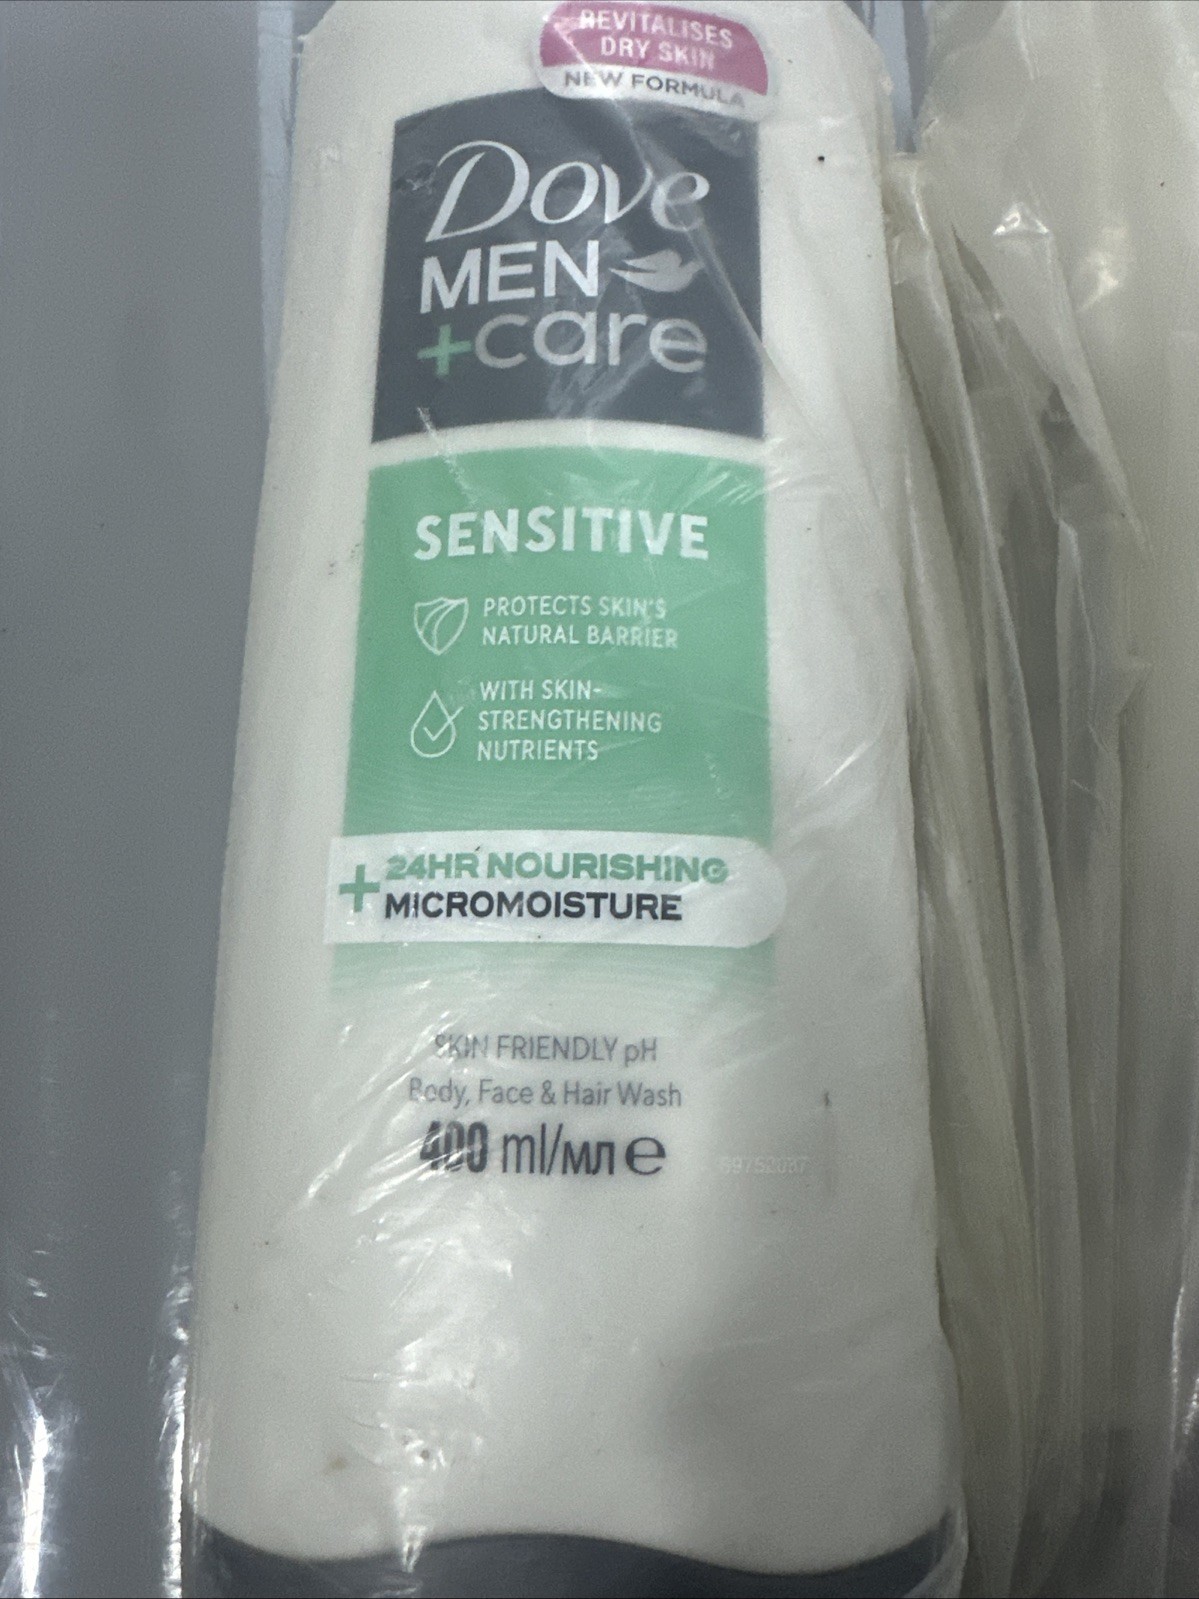 REVITALISES
DRY SKIN
NEW FORMULA
Dove
MEN
+care
SENSITIVE
PROTECTS SKIN'S
NATURAL BARRIER
WITH SKIN-
STRENGTHENING
NUTRIENTS
+24HR NOURISHING
MICROMOISTURE
SKIN FRIENDLY pH
Body, Face & Hair Wash
400 ml/мл e